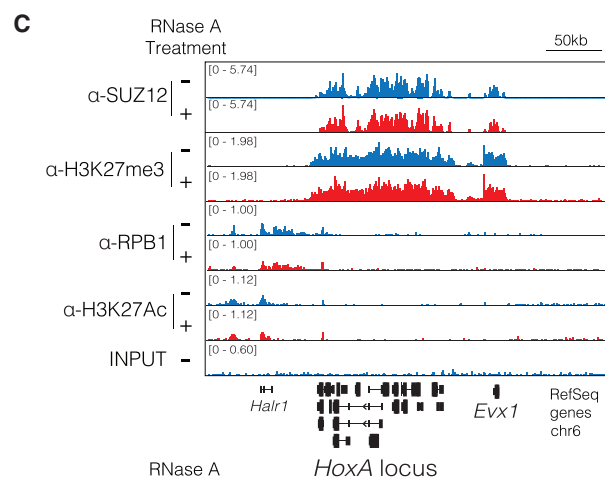 C
RNase A
Treatment
50kb
α-SUZ12
-
[0 - 5.74]
+
[0 - 5.74]
α-H3K27me3
-
[0 - 1.98]
+
[0 - 1.98]
α-RPB1
-
[0 - 1.00]
+
[0 - 1.00]
α-H3K27Ac
-
[0 - 1.12]
+
[0 - 1.12]
INPUT
-
[0 - 0.60]
Halr1
Evx1
RefSeq
genes
chr6
RNase A
HoxA locus